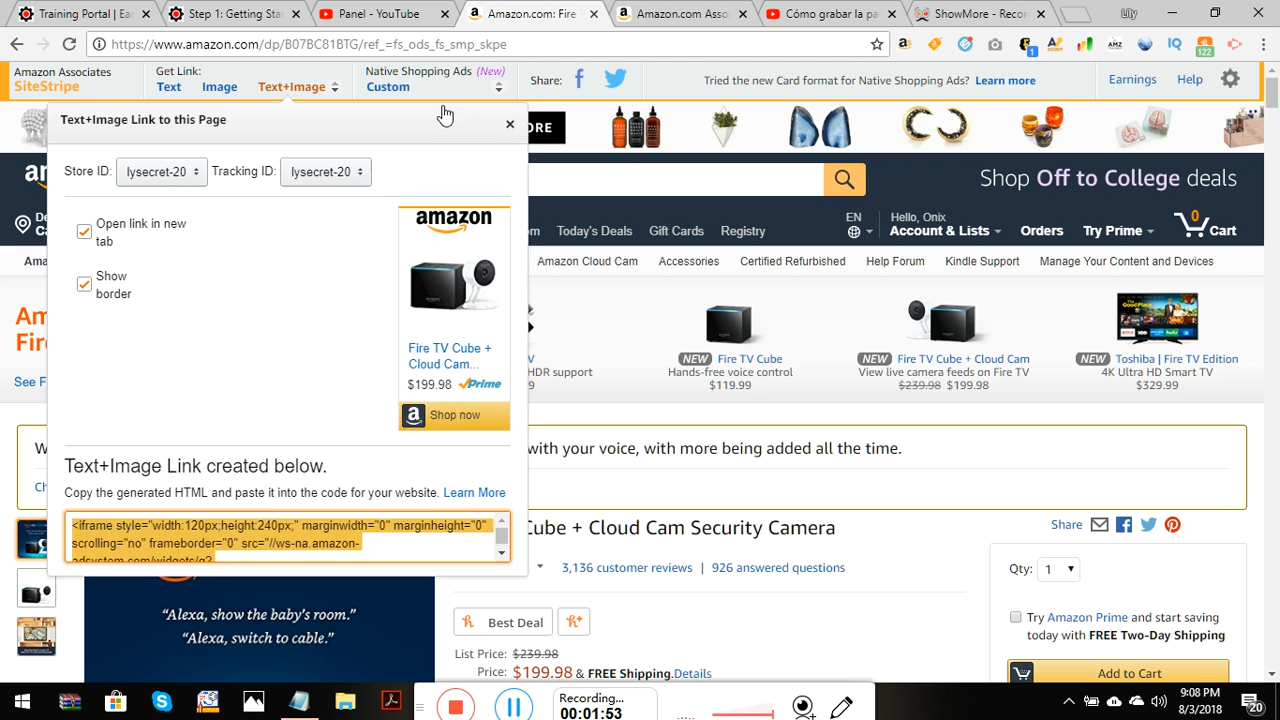 Training Portal |
Step 1: Getting Sta
Panel - YouTube
Amazon.com: Fire
Amazon.com Asso
Cómo grabar la pa
ShowMore - Recor
Lily
https://www.amazon.com/dp/B07BC81BTG/ref=fs_ods_fs_smp_skpe
Amazon Associates
SiteStripe
Get Link:
Text
Image
Text+Image
Native Shopping Ads (New)
Custom
Share:
Tried the new Card format for Native Shopping Ads? Learn more
Earnings
Help
Text+Image Link to this Page
ORE
Store ID: lysecret-20 Tracking ID: lysecret-20
Shop Off to College deals
Open link in new
tab
Show
border
amazon
Fire TV Cube +
Cloud Cam...
$199.98 Prime
Shop now
Today's Deals
Gift Cards
Registry
EN
Hello, Onix
Account & Lists
Orders
Try Prime
0
Cart
Amazon Cloud Cam
Accessories
Certified Refurbished
Help Forum
Kindle Support
Manage Your Content and Devices
See F
HDR support
NEW Fire TV Cube
Hands-free voice control
$119.99
NEW Fire TV Cube + Cloud Cam
View live camera feeds on Fire TV
$239.98 $199.98
NEW Toshiba | Fire TV Edition
4K Ultra HD Smart TV
$329.99
with your voice, with more being added all the time.
Text+Image Link created below.
Copy the generated HTML and paste it into the code for your website. Learn More
<iframe style="width:120px;height:240px;" marginwidth="0" marginheight="0"
scrolling="no" frameborder="0" src="//ws-na.amazon-
adsystem.com/widgets/q?
Cube + Cloud Cam Security Camera
3,136 customer reviews | 926 answered questions
Share
Qty: 1
Best Deal
List Price: $239.98
Price: $199.98 & FREE Shipping. Details
Try Amazon Prime and start saving
today with FREE Two-Day Shipping
Add to Cart
“Alexa, show the baby's room.”
“Alexa, switch to cable.”
Recording...
00:01:53
9:08 PM
8/3/2018
20